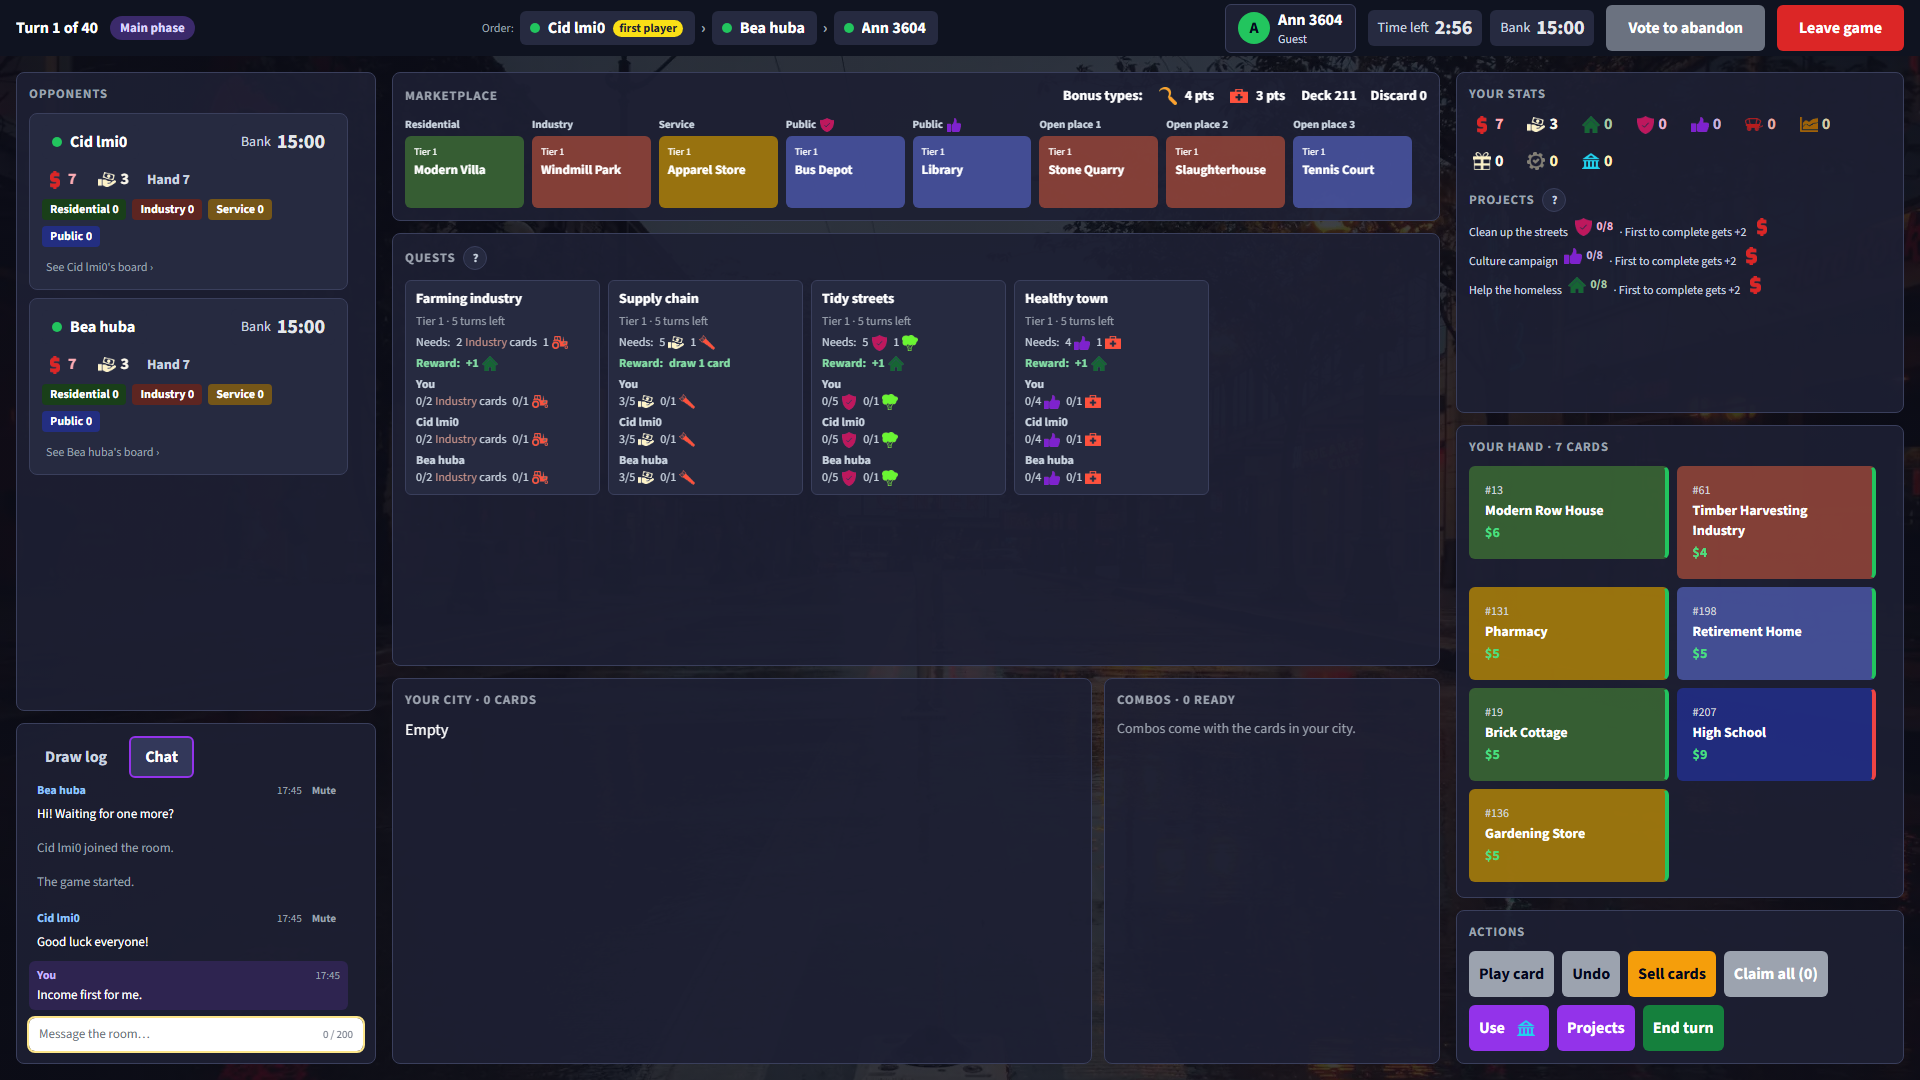 Turn 1 of 40 Main phase
Order: Cid lmi0 first player › Bea huba › Ann 3604
A Ann 3604 Guest
Time left 2:56
Bank 15:00
Vote to abandon
Leave game
OPPONENTS
Cid lmi0 Bank 15:00
7 3 Hand 7
Residential 0 Industry 0 Service 0
Public 0
See Cid lmi0's board ›
Bea huba Bank 15:00
7 3 Hand 7
Residential 0 Industry 0 Service 0
Public 0
See Bea huba's board ›
Draw log Chat
Bea huba 17:45 Mute
Hi! Waiting for one more?
Cid lmi0 joined the room.
The game started.
Cid lmi0 17:45 Mute
Good luck everyone!
You 17:45
Income first for me.
Message the room… 0 / 200
MARKETPLACE
Bonus types: 4 pts 3 pts Deck 211 Discard 0
Residential Industry Service Public Public Open place 1 Open place 2 Open place 3
Tier 1 Tier 1 Tier 1 Tier 1 Tier 1 Tier 1 Tier 1 Tier 1
Modern Villa Windmill Park Apparel Store Bus Depot Library Stone Quarry Slaughterhouse Tennis Court
QUESTS ?
Farming industry
Tier 1 · 5 turns left
Needs: 2 Industry cards 1
Reward: +1
You
0/2 Industry cards 0/1
Cid lmi0
0/2 Industry cards 0/1
Bea huba
0/2 Industry cards 0/1
Supply chain
Tier 1 · 5 turns left
Needs: 5 1
Reward: draw 1 card
You
3/5 0/1
Cid lmi0
3/5 0/1
Bea huba
3/5 0/1
Tidy streets
Tier 1 · 5 turns left
Needs: 5 1
Reward: +1
You
0/5 0/1
Cid lmi0
0/5 0/1
Bea huba
0/5 0/1
Healthy town
Tier 1 · 5 turns left
Needs: 4 1
Reward: +1
You
0/4 0/1
Cid lmi0
0/4 0/1
Bea huba
0/4 0/1
YOUR CITY · 0 CARDS
Empty
COMBOS · 0 READY
Combos come with the cards in your city.
YOUR STATS
7 3 0 0 0 0 0
0 0 0
PROJECTS ?
Clean up the streets 0/8 · First to complete gets +2
Culture campaign 0/8 · First to complete gets +2
Help the homeless 0/8 · First to complete gets +2
YOUR HAND · 7 CARDS
#13
Modern Row House
$6
#61
Timber Harvesting
Industry
$4
#131
Pharmacy
$5
#198
Retirement Home
$5
#19
Brick Cottage
$5
#207
High School
$9
#136
Gardening Store
$5
ACTIONS
Play card Undo Sell cards Claim all (0)
Use Projects End turn